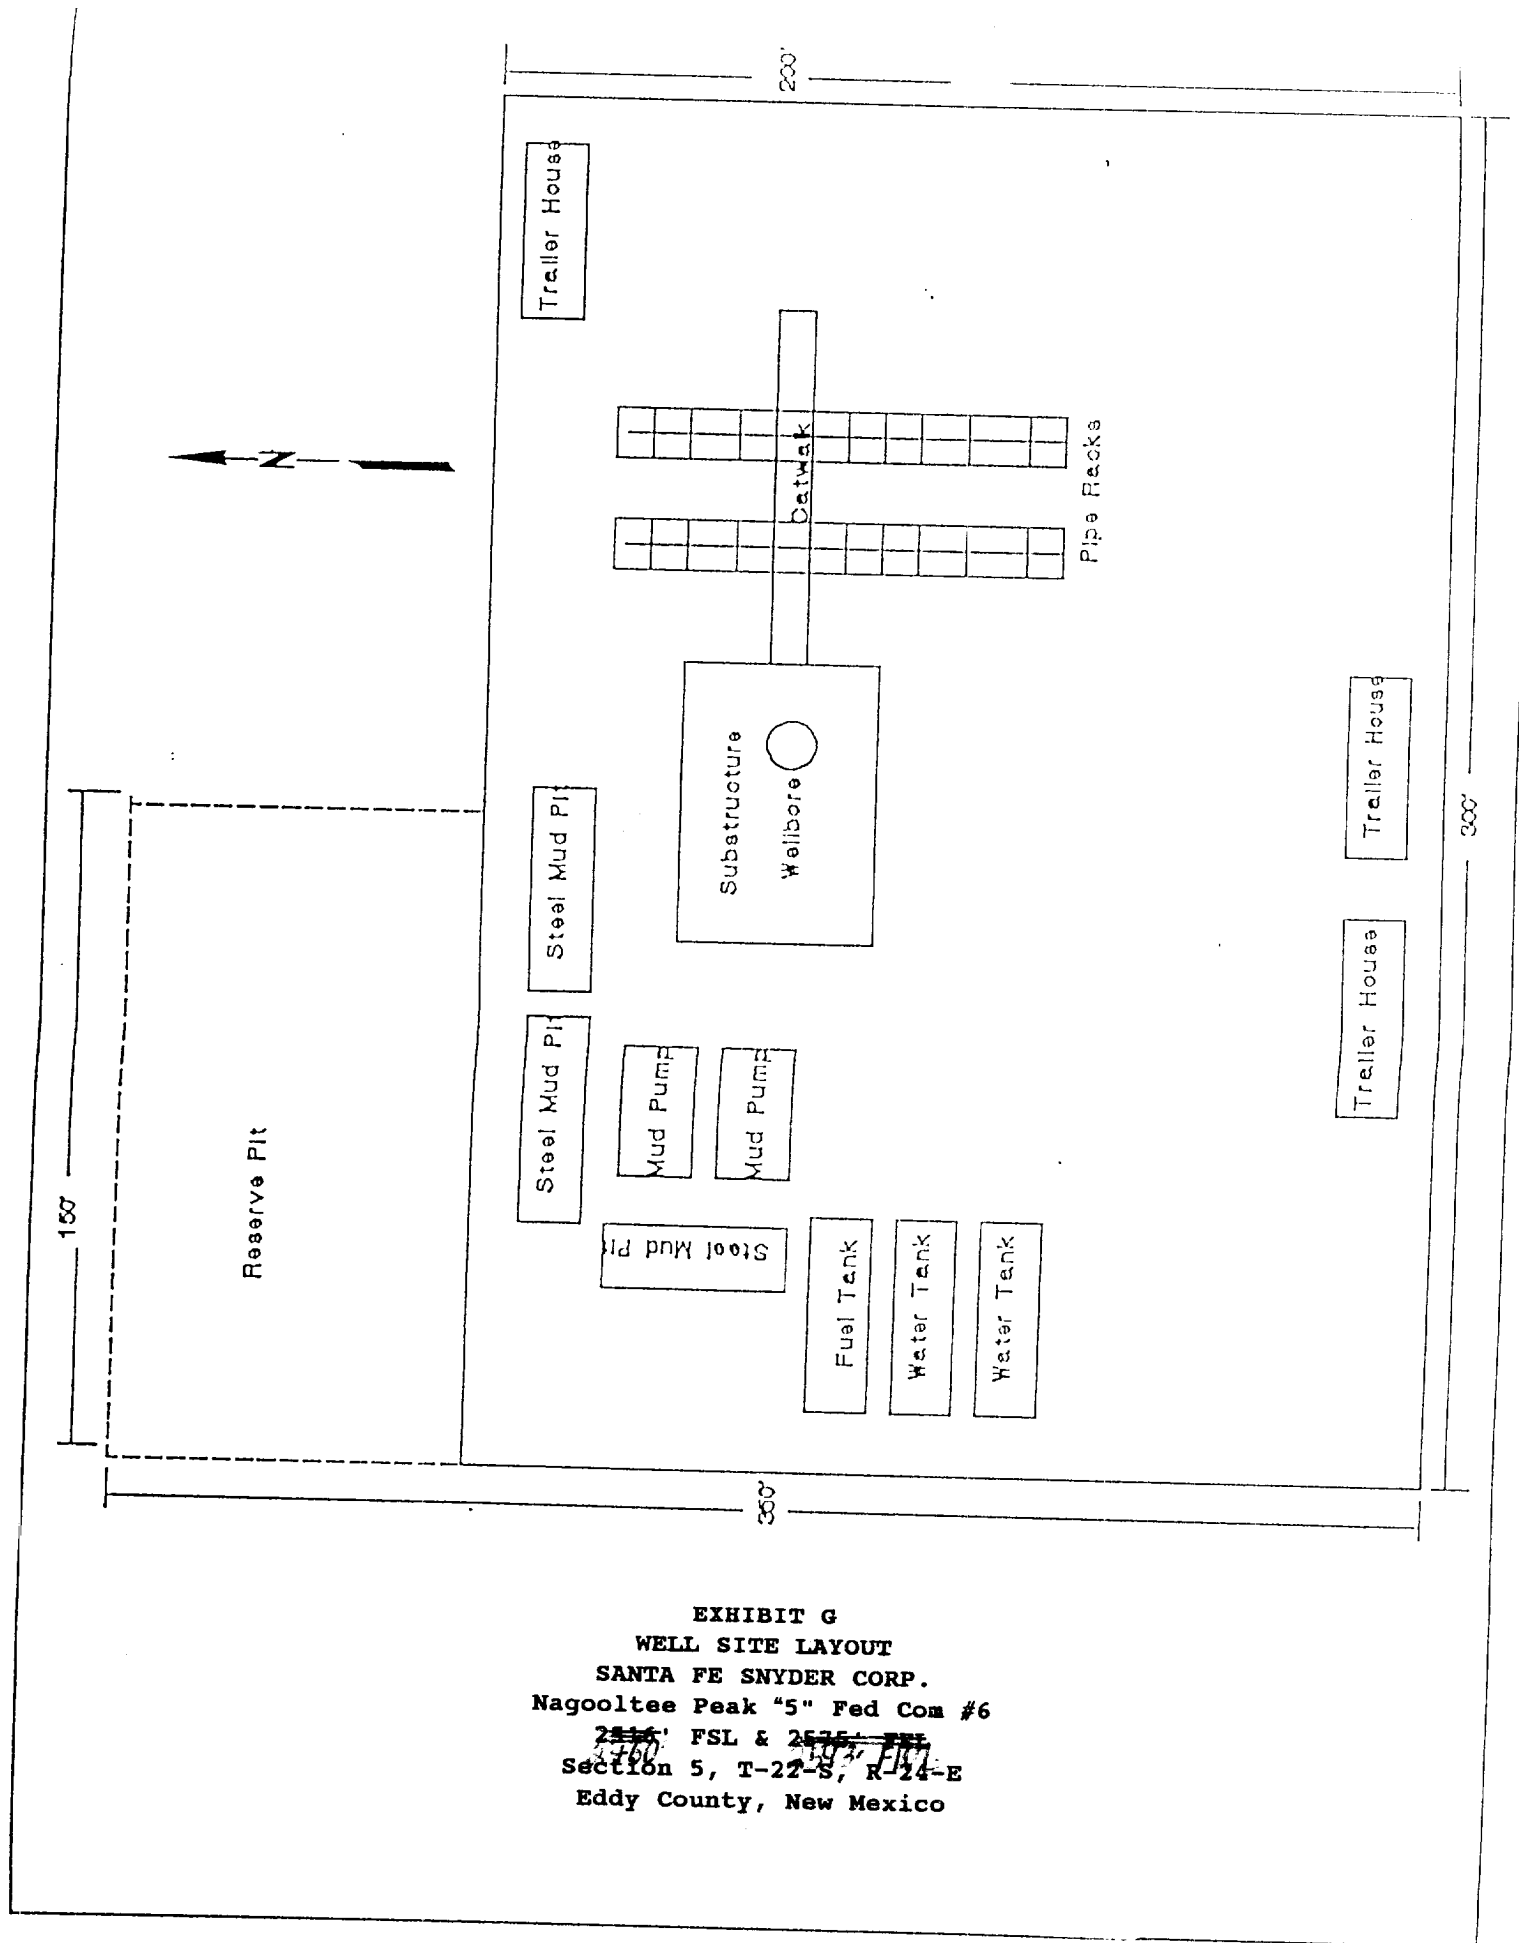 200'
Trailer House
N
Catwalk
Pipe Racks
Substructure
Wellbore
Steel Mud Pit
Steel Mud Pit
Mud Pump
Mud Pump
Steel Mud Pit
Fuel Tank
Water Tank
Water Tank
Trailer House
Trailer House
300'
150'
Reserve Pit
350'
EXHIBIT G
WELL SITE LAYOUT
SANTA FE SNYDER CORP.
Nagooltee Peak "5" Fed Com #6
' FSL &
Section 5, T-22-S, R-24-E
Eddy County, New Mexico